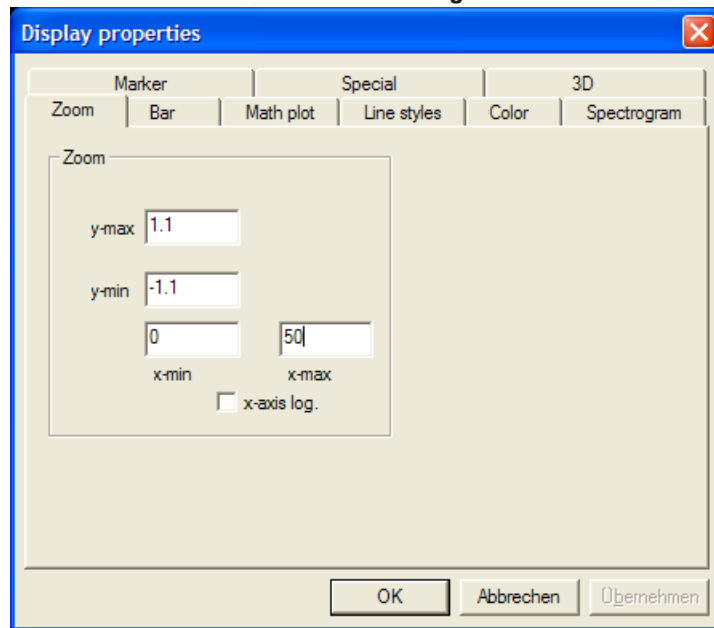 Display properties
Marker Special 3D
Zoom Bar Math plot Line styles Color Spectrogram
Zoom
y-max 1.1
y-min -1.1
0 50
x-min x-max
x-axis log.
OK Abbrechen Übernehmen